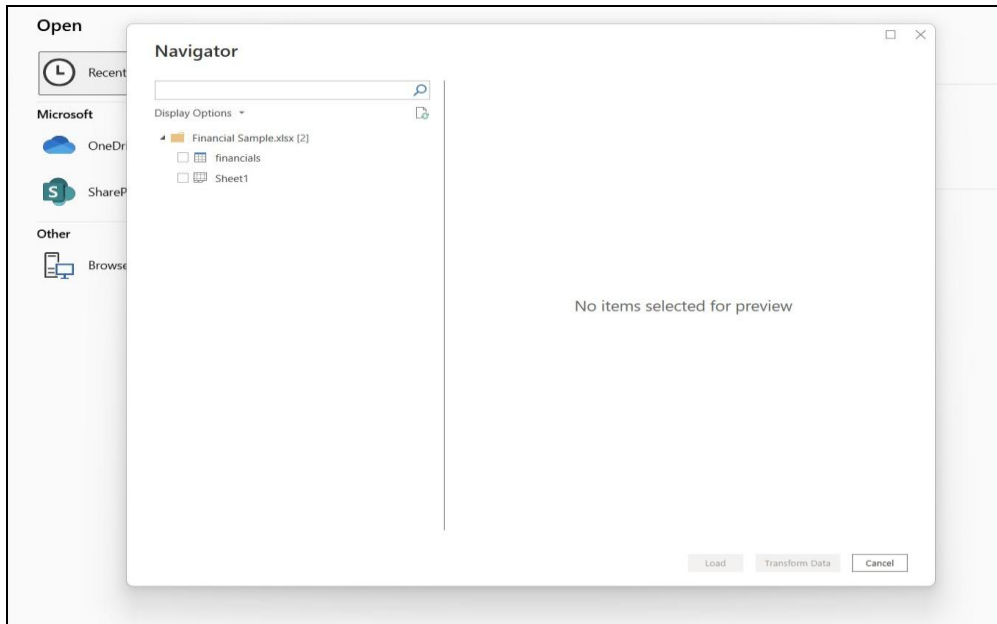 Open
Navigator
Recent
Display Options
Microsoft
Financial Sample.xlsx [2]
OneDri
financials
Sheet1
S
ShareP
Other
Browse
No items selected for preview
Load
Transform Data
Cancel